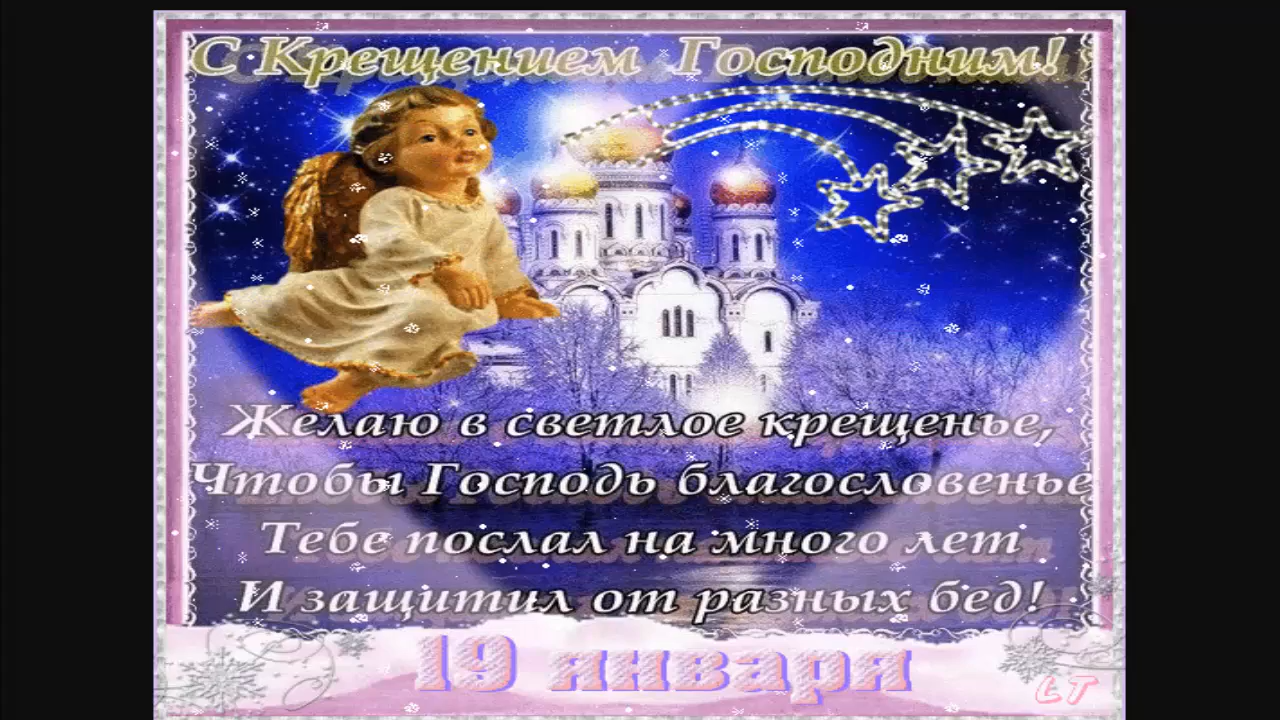 С Крещением Господним!
Желаю в светлое крещенье,
Чтобы Господь благословенье
Тебе послал на много лет
И защитил от разных бед!
19 января
LT